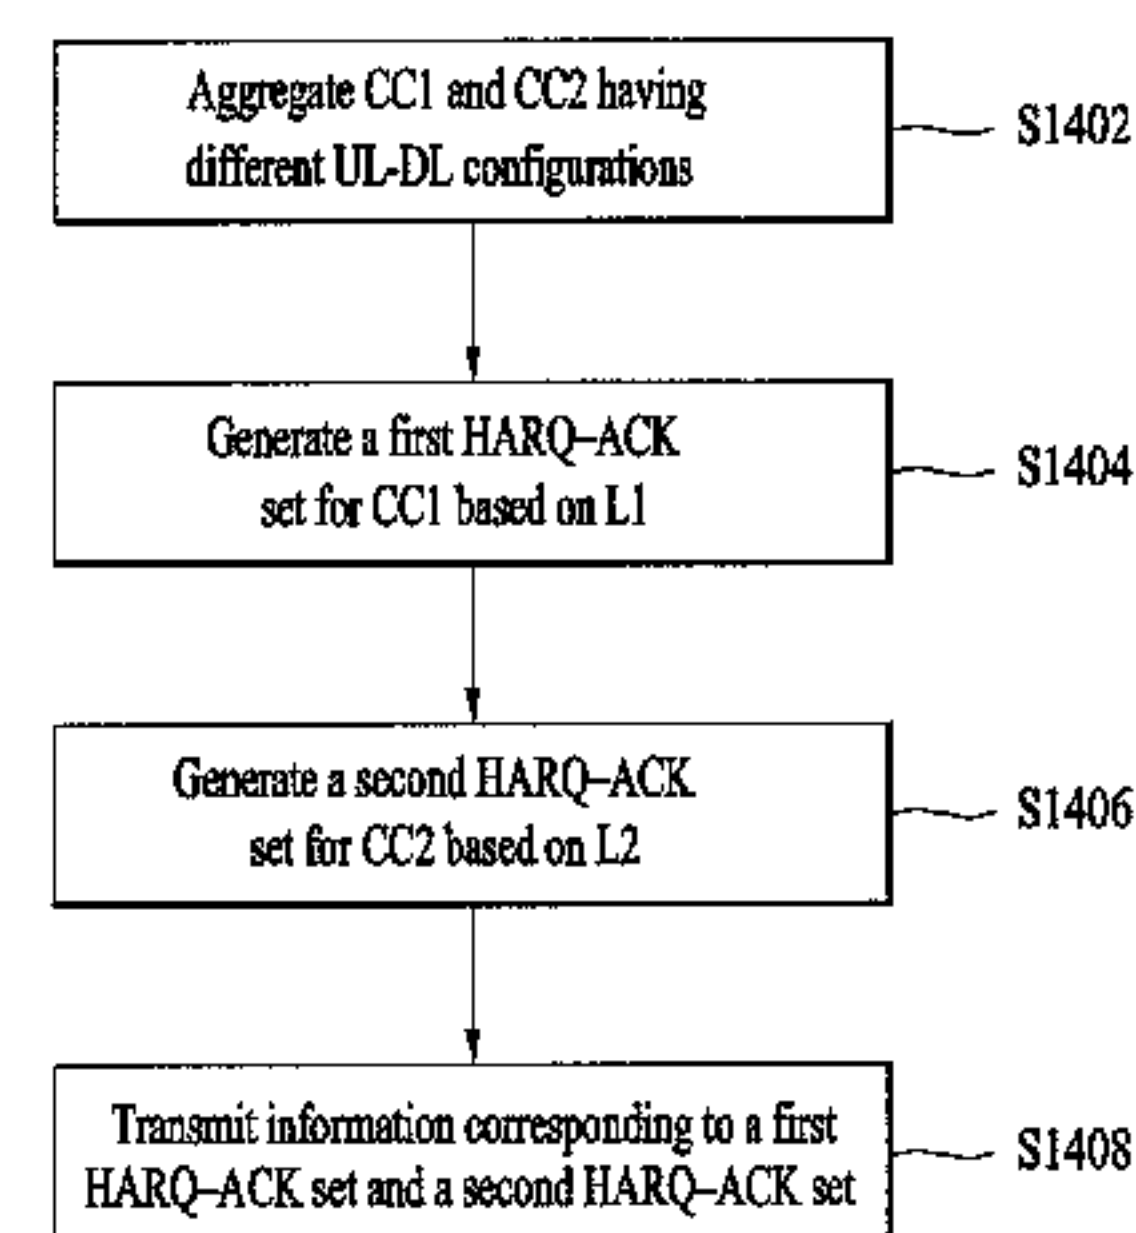 Aggregate CC1 and CC2 having
different UL-DL configurations
S1402
Generate a first HARQ-ACK
set for CC1 based on L1
S1404
Generate a second HARQ-ACK
set for CC2 based on L2
S1406
Transmit information corresponding to a first
HARQ-ACK set and a second HARQ-ACK set
S1408